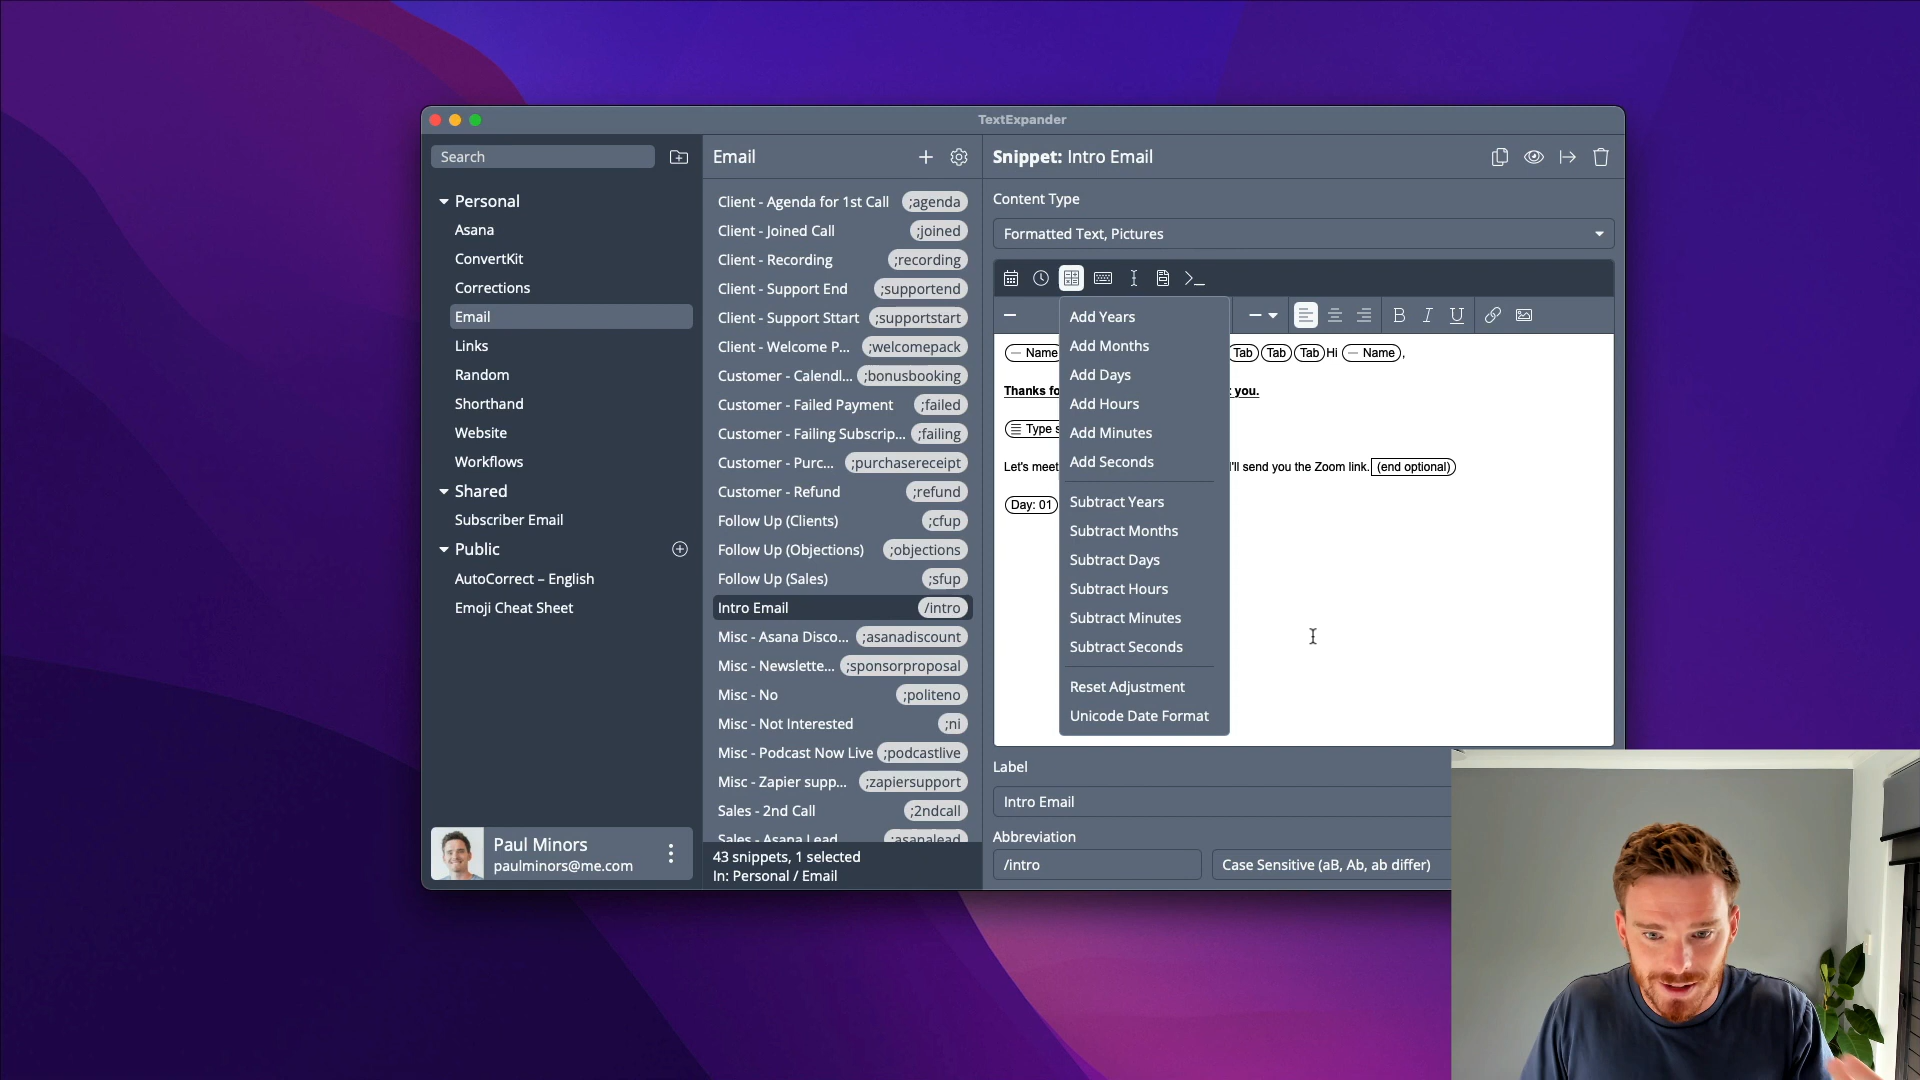 TextExpander
Search
Personal
Asana
ConvertKit
Corrections
Email
Links
Random
Shorthand
Website
Workflows
Shared
Subscriber Email
Public
AutoCorrect – English
Emoji Cheat Sheet
Paul Minors
paulminors@me.com
Email
Client - Agenda for 1st Call ;agenda
Client - Joined Call ;joined
Client - Recording ;recording
Client - Support End ;supportend
Client - Support Sttart ;supportstart
Client - Welcome P... ;welcomepack
Customer - Calendl... ;bonusbooking
Customer - Failed Payment ;failed
Customer - Failing Subscrip... ;failing
Customer - Purc... ;purchasereceipt
Customer - Refund ;refund
Follow Up (Clients) ;cfup
Follow Up (Objections) ;objections
Follow Up (Sales) ;sfup
Intro Email /intro
Misc - Asana Disco... ;asanadiscount
Misc - Newslette... ;sponsorproposal
Misc - No ;politeno
Misc - Not Interested ;ni
Misc - Podcast Now Live ;podcastlive
Misc - Zapier supp... ;zapiersupport
Sales - 2nd Call ;2ndcall
Sales - Asana Lead ;asanalead
43 snippets, 1 selected
In: Personal / Email
Snippet: Intro Email
Content Type
Formatted Text, Pictures
Add Years
Add Months
Add Days
Add Hours
Add Minutes
Add Seconds
Subtract Years
Subtract Months
Subtract Days
Subtract Hours
Subtract Minutes
Subtract Seconds
Reset Adjustment
Unicode Date Format
B I U
Name Tab Tab Tab Hi Name ,
Thanks you.
Type
Let's meet I'll send you the Zoom link. (end optional)
Day: 01
Label
Intro Email
Abbreviation
/intro
Case Sensitive (aB, Ab, ab differ)